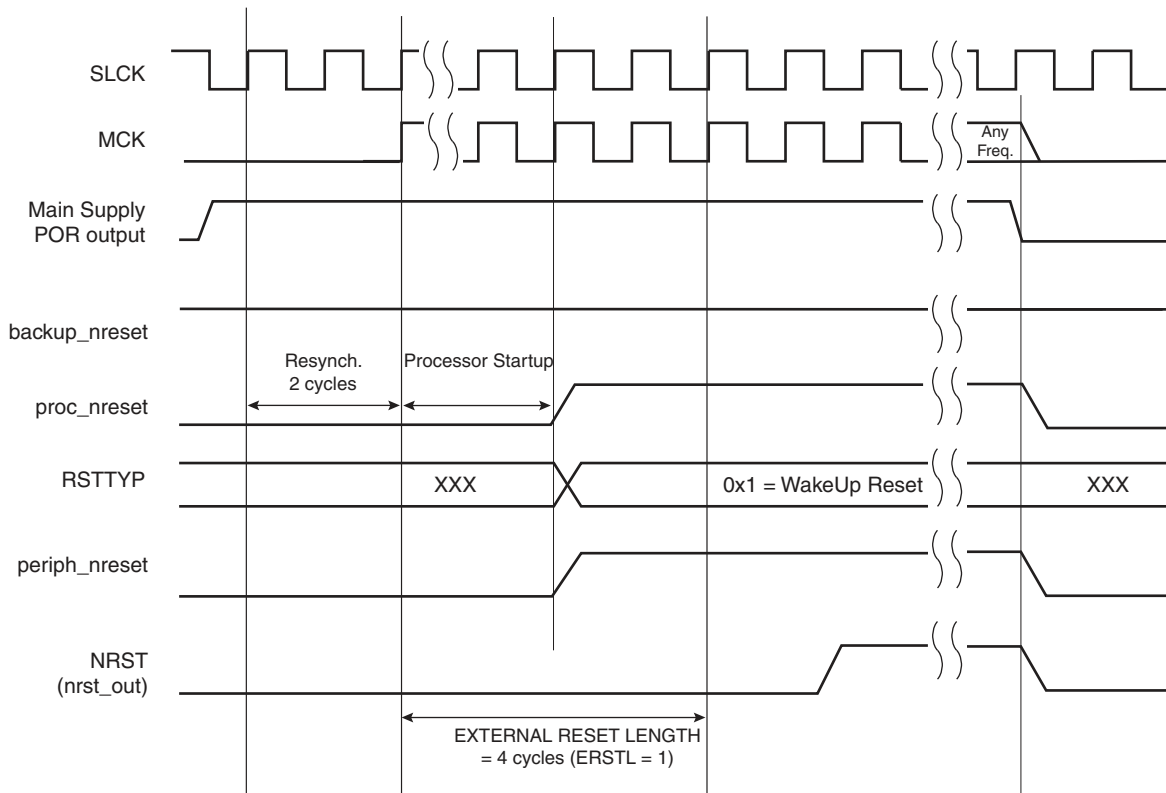 SLCK
MCK
Any
Freq.
Main Supply
POR output
backup_nreset
Resynch.
2 cycles
Processor Startup
proc_nreset
RSTTYP
XXX
0x1 = WakeUp Reset
XXX
periph_nreset
NRST
(nrst_out)
EXTERNAL RESET LENGTH
= 4 cycles (ERSTL = 1)